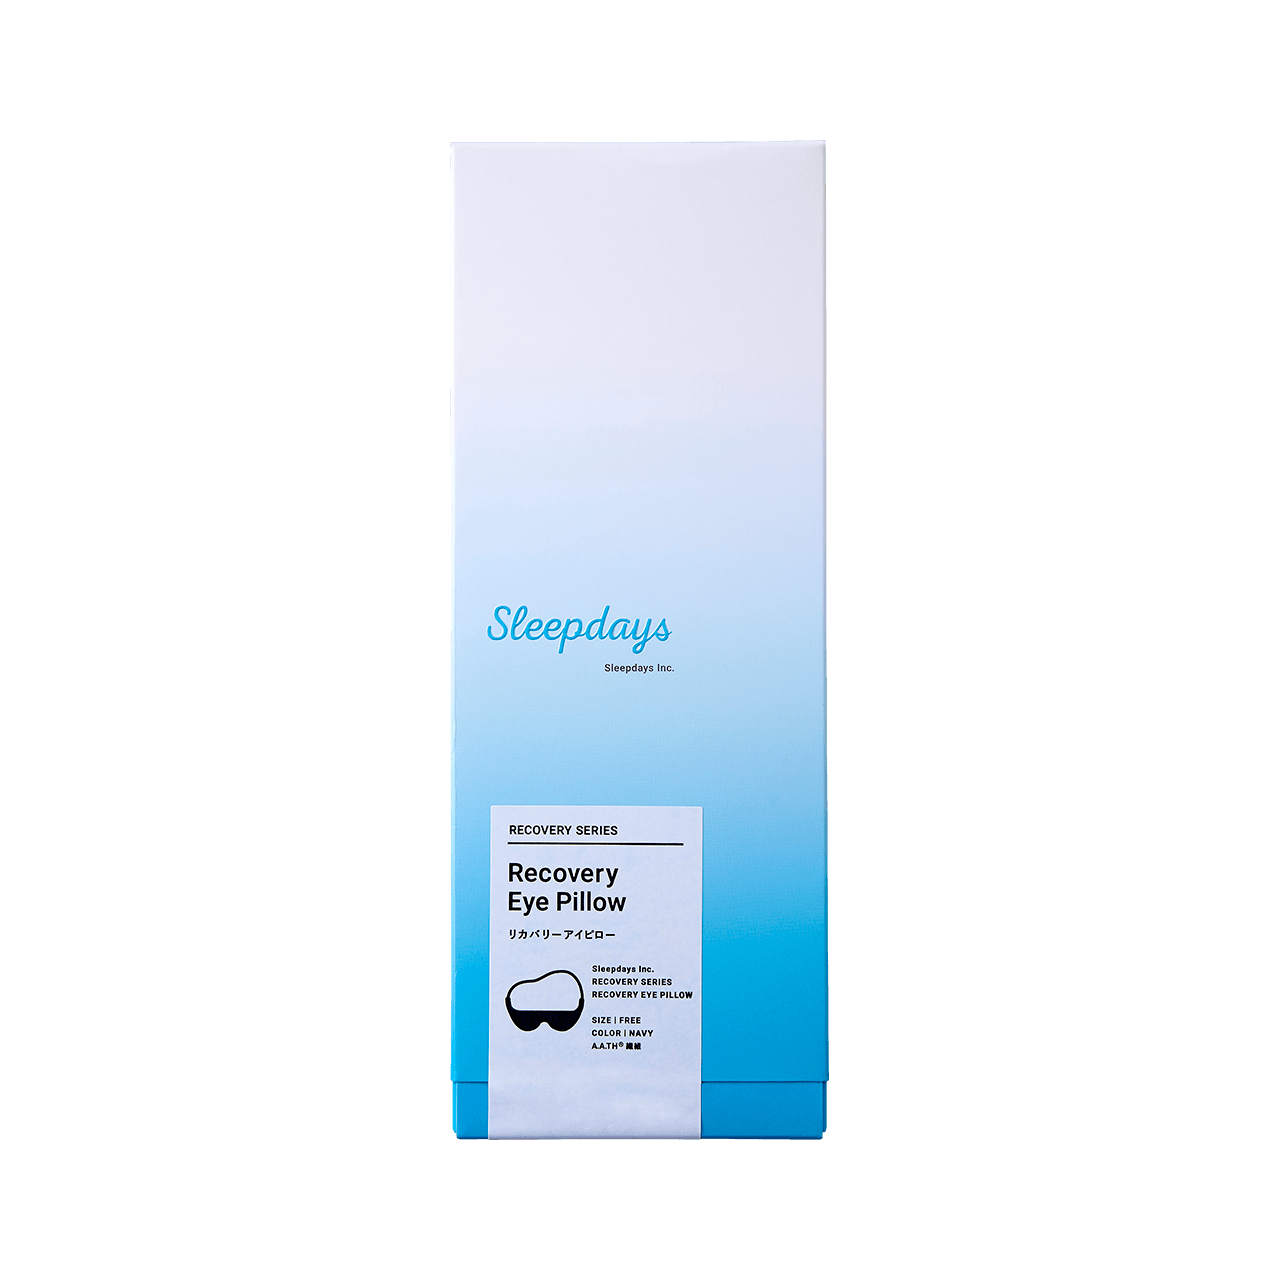 Sleepdays
Sleepdays Inc.
RECOVERY SERIES
Recovery
Eye Pillow
リカバリーアイピロー
Sleepdays Inc.
RECOVERY SERIES
RECOVERY EYE PILLOW
SIZE | FREE
COLOR | NAVY
A.A.TH® 繊維